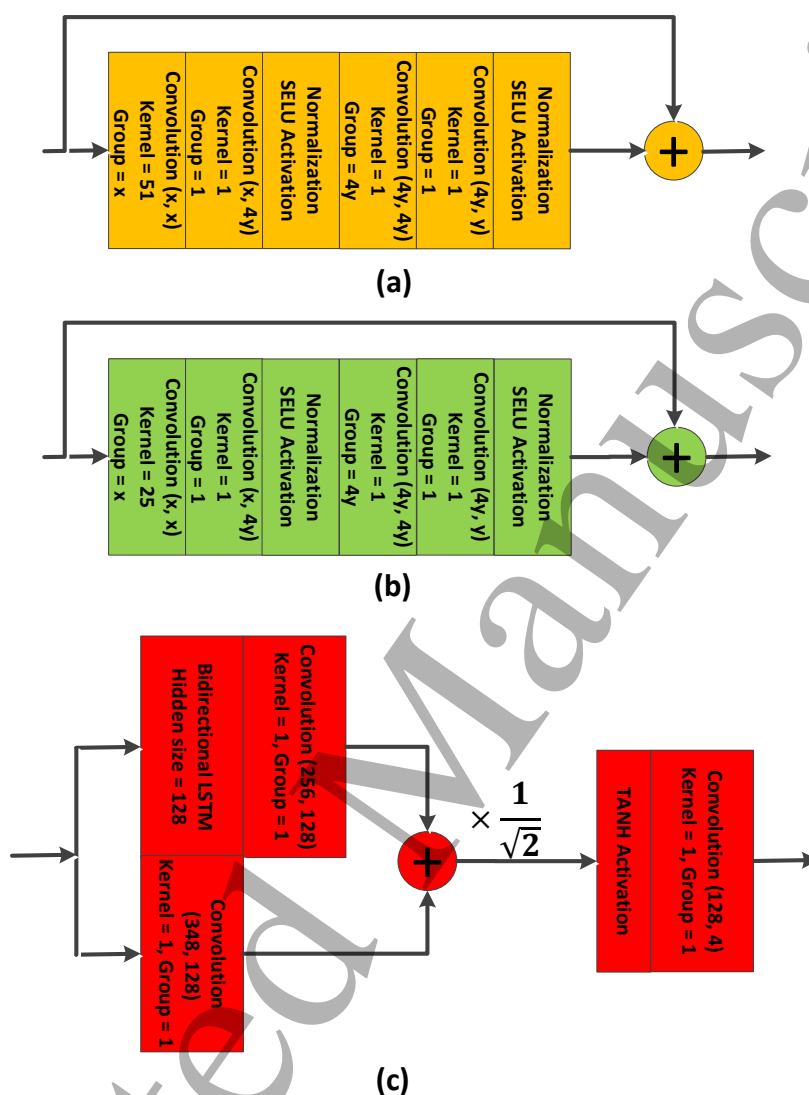 Convolution (x, x)
Kernel = 51
Group = x
Convolution (x, 4y)
Kernel = 1
Group = 1
Normalization
SELU Activation
Convolution (4y, 4y)
Kernel = 1
Group = 4y
Convolution (4y, y)
Kernel = 1
Group = 1
Normalization
SELU Activation
+
(a)
Convolution (x, x)
Kernel = 25
Group = x
Convolution (x, 4y)
Kernel = 1
Group = 1
Normalization
SELU Activation
Convolution (4y, 4y)
Kernel = 1
Group = 4y
Convolution (4y, y)
Kernel = 1
Group = 1
Normalization
SELU Activation
+
(b)
Bidirectional LSTM
Hidden size = 128
Convolution (256, 128)
Kernel = 1, Group = 1
Convolution
(348, 128)
Kernel = 1, Group = 1
+
× 1/√2
TANH Activation
Convolution (128, 4)
Kernel = 1, Group = 1
(c)
ted Manusc